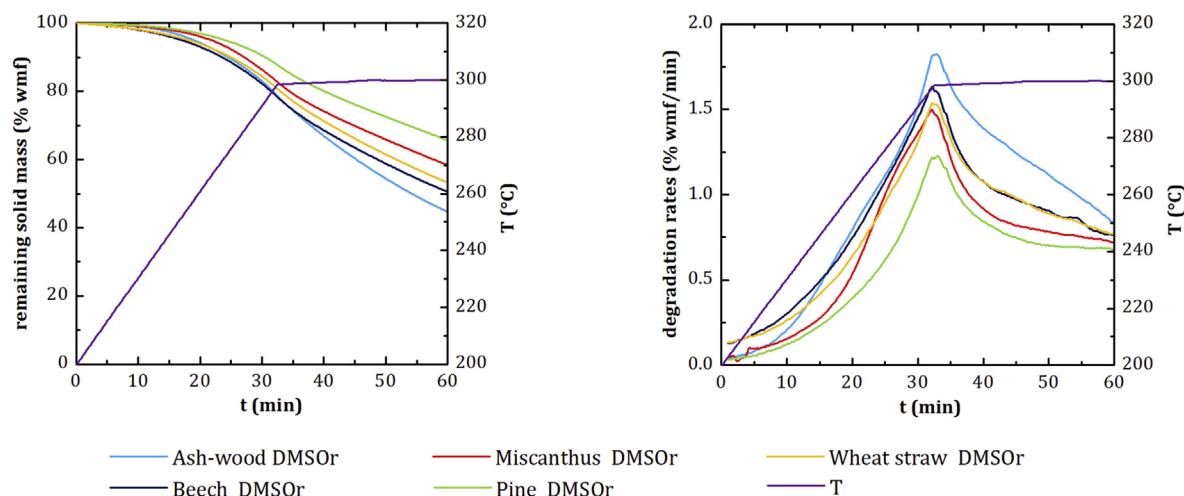 100
80
60
40
20
0
remaining solid mass (% wmf)
320
300
280
260
240
220
200
T (°C)
0 10 20 30 40 50 60
t (min)
2.0
1.5
1.0
0.5
0.0
degradation rates (% wmf/min)
320
300
280
260
240
220
200
T (°C)
0 10 20 30 40 50 60
t (min)
Ash-wood DMSOr Miscanthus DMSOr Wheat straw DMSOr
Beech DMSOr Pine DMSOr T